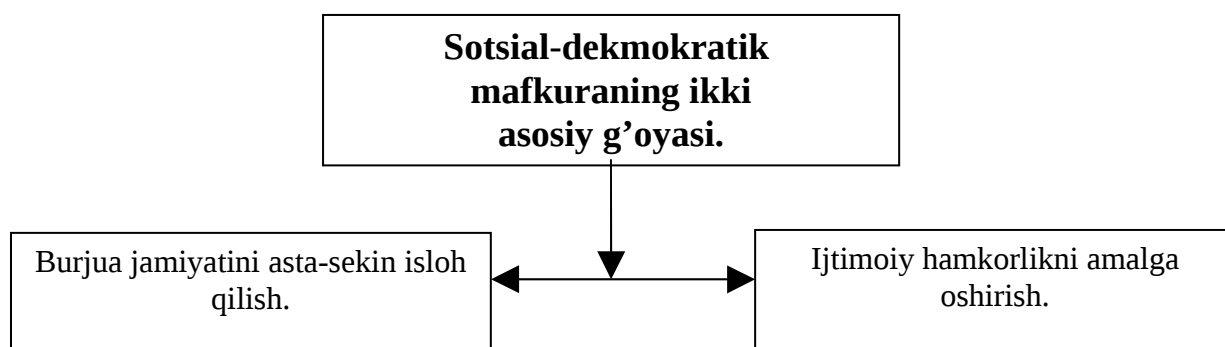 Sotsial-dekmokratik
mafkuraning ikki
asosiy g’oyasi.
Burjua jamiyatini asta-sekin isloh
qilish.
Ijtimoiy hamkorlikni amalga
oshirish.